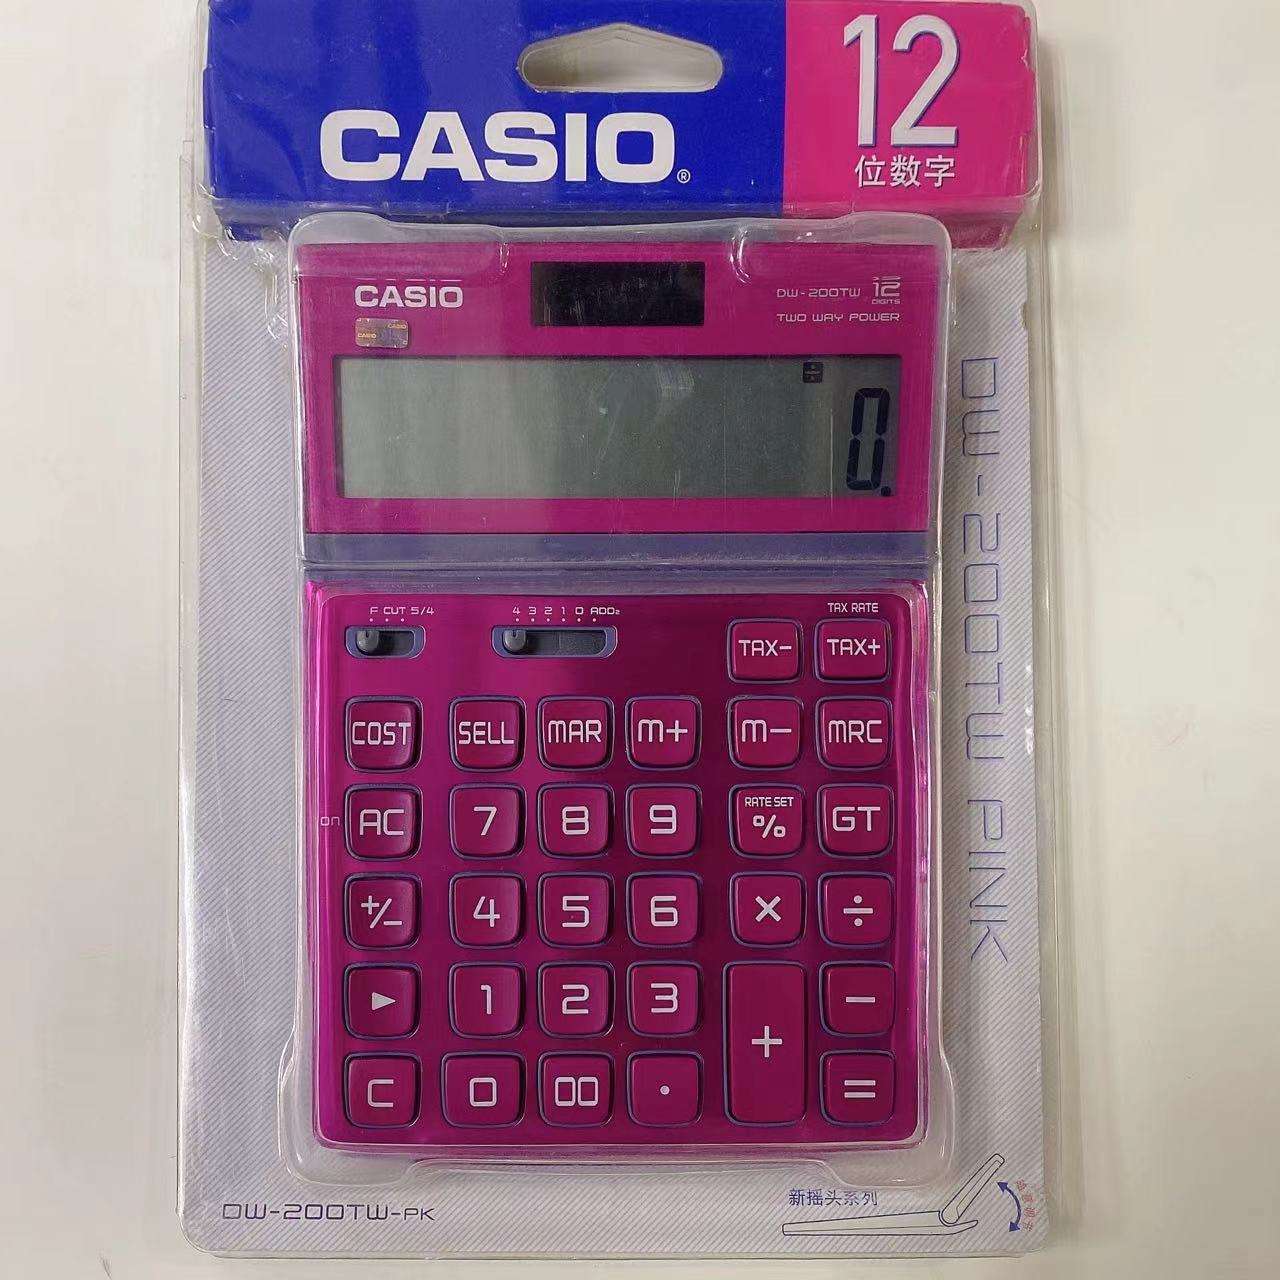 CASIO®
12
位数字
CASIO
DW-200TW 12
DIGITS
TWO WAY POWER
CASIO
CASIO
÷
0.
F CUT 5/4
4 3 2 1 0 ADD2
TAX RATE
TAX− TAX+
COST SELL MAR M+ M− MRC
RATE SET
ON AC 7 8 9 % GT
+/− 4 5 6 × ÷
▶ 1 2 3 −
+
C 0 00 · =
DW-200TW PINK
新摇头系列
DW-200TW-PK